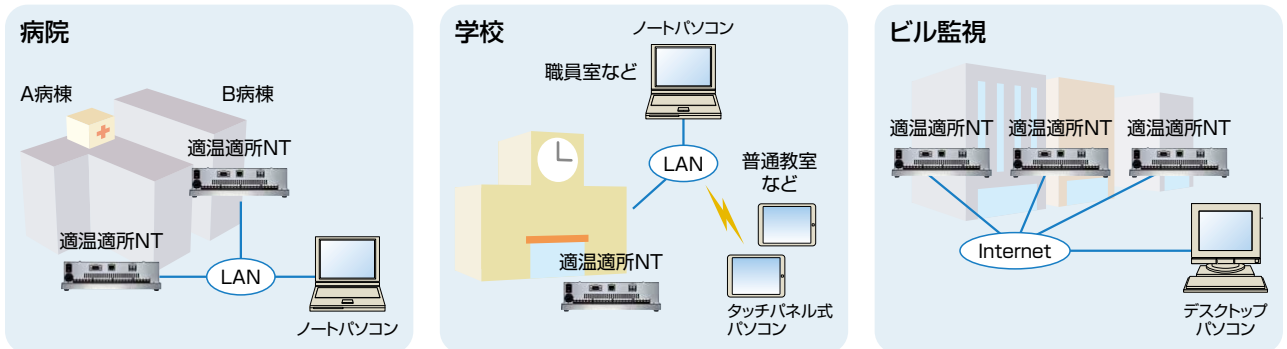 病院
A病棟
B病棟
適温適所NT
適温適所NT
LAN
ノートパソコン
学校
ノートパソコン
職員室など
LAN
普通教室
など
適温適所NT
タッチパネル式
パソコン
ビル監視
適温適所NT
適温適所NT
適温適所NT
Internet
デスクトップ
パソコン